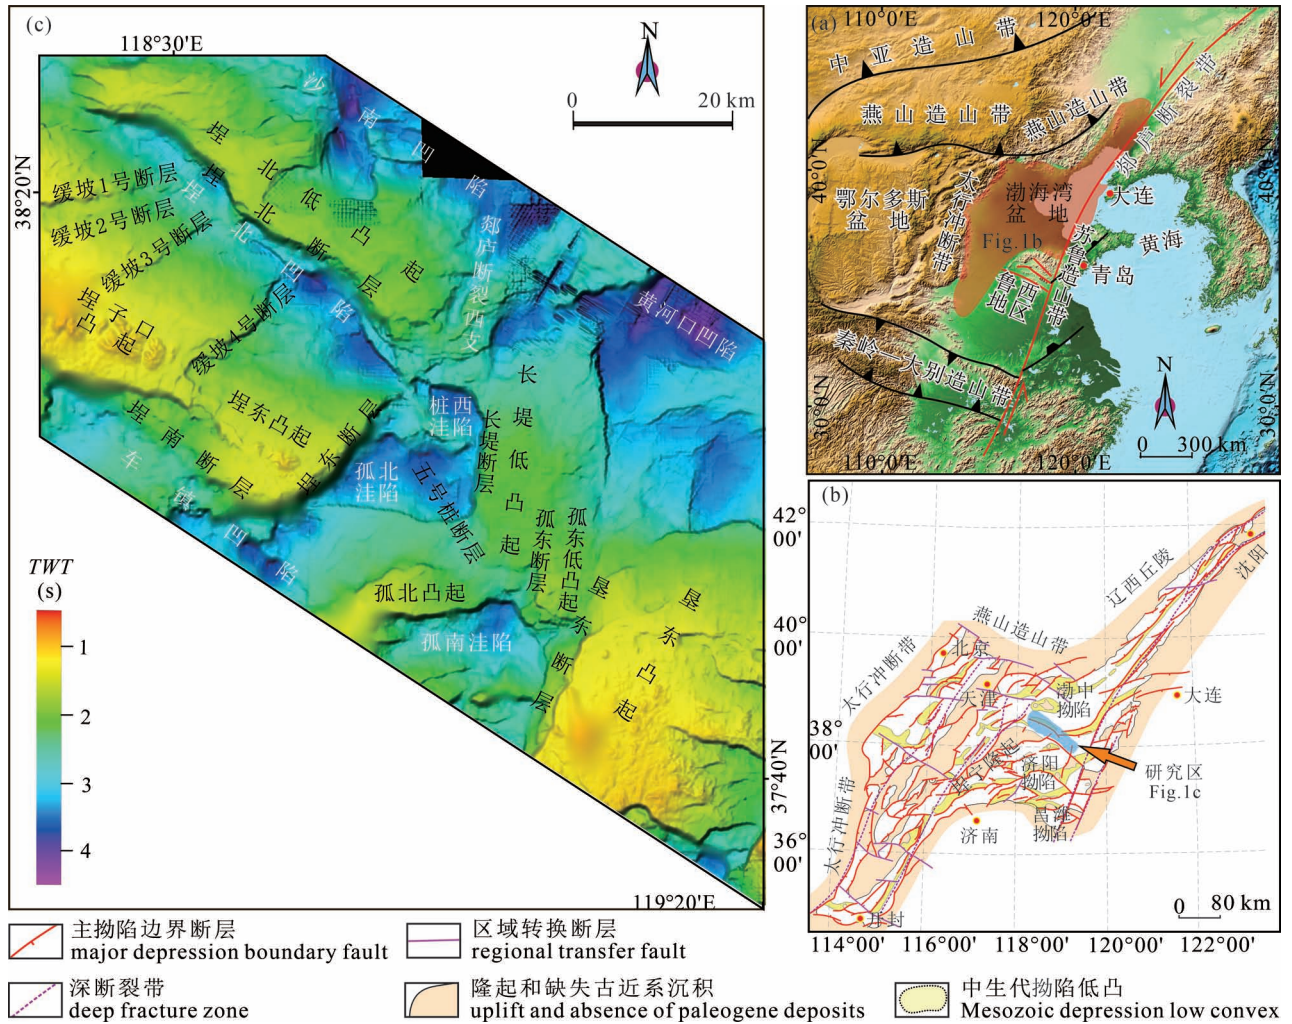 (c)
118°30'E
N
0 20 km
38°20'N
沙南凹陷
埕北低凸起
缓坡1号断层
缓坡2号断层
缓坡3号断层
缓坡4号断层
埕北断层
埕北凹陷
郯庐断裂西支
黄河口凹陷
埕子口
凸起
埕东凸起
埕东断层
埕南断层
车镇凹陷
桩西
洼陷
孤北
洼陷
五号桩断层
长堤断层
长堤低凸起
孤东断层
孤东低凸起
孤北凸起
孤南洼陷
垦东断层
垦东凸起
TWT
(s)
1
2
3
4
37°40'N
119°20'E
(a)
110°0'E
120°0'E
中亚造山带
燕山造山带
燕山造山带
郯庐断裂带
40°0'N
40°0'N
鄂尔多斯
盆地
太行冲断带
渤海湾
盆地
Fig.1b
大连
苏鲁造山带
黄海
青岛
鲁西
地区
秦岭—大别造山带
30°0'N
30°0'N
N
0 300 km
110°0'E
120°0'E
(b)
42°
00'
40°
00'
38°
00'
36°
00'
辽西丘陵
沈阳
燕山造山带
太行冲断带
北京
天津
渤中
拗陷
大连
埕宁隆起
济阳
拗陷
研究区
Fig.1c
昌潍
拗陷
济南
太行冲断带
开封
0 80 km
114°00' 116°00' 118°00' 120°00' 122°00'
主拗陷边界断层
major depression boundary fault
区域转换断层
regional transfer fault
深断裂带
deep fracture zone
隆起和缺失古近系沉积
uplift and absence of paleogene deposits
中生代拗陷低凸
Mesozoic depression low convex